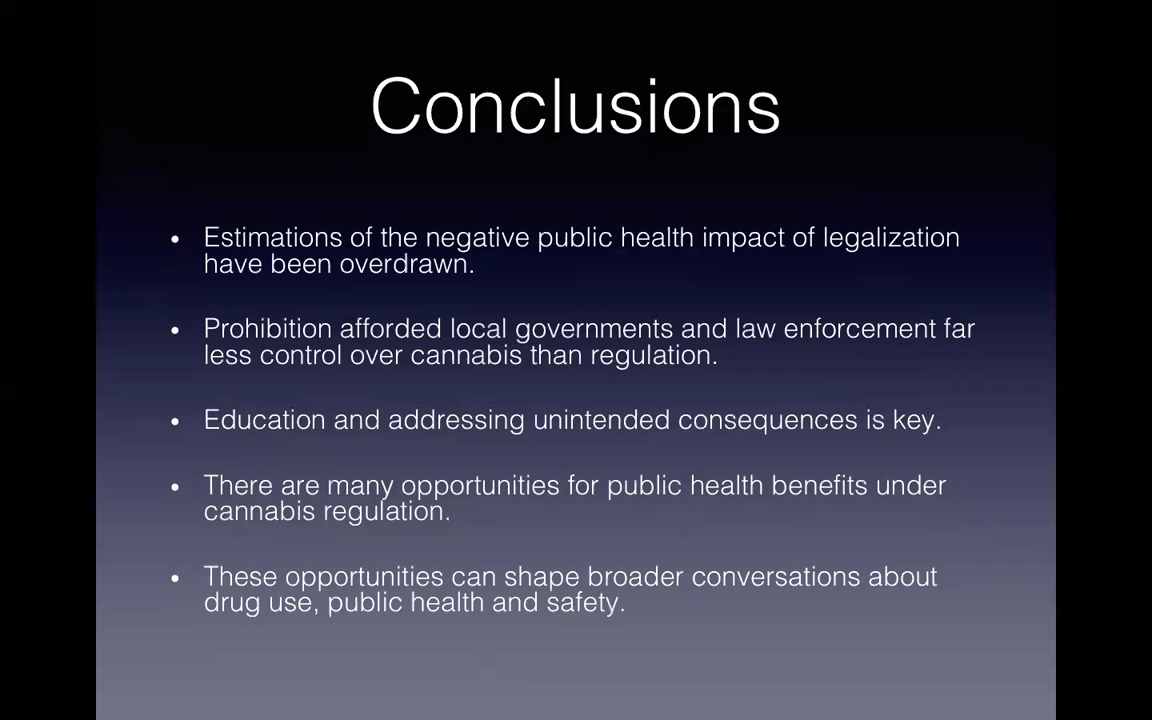 Conclusions
• Estimations of the negative public health impact of legalization
have been overdrawn.
• Prohibition afforded local governments and law enforcement far
less control over cannabis than regulation.
• Education and addressing unintended consequences is key.
• There are many opportunities for public health benefits under
cannabis regulation.
• These opportunities can shape broader conversations about
drug use, public health and safety.